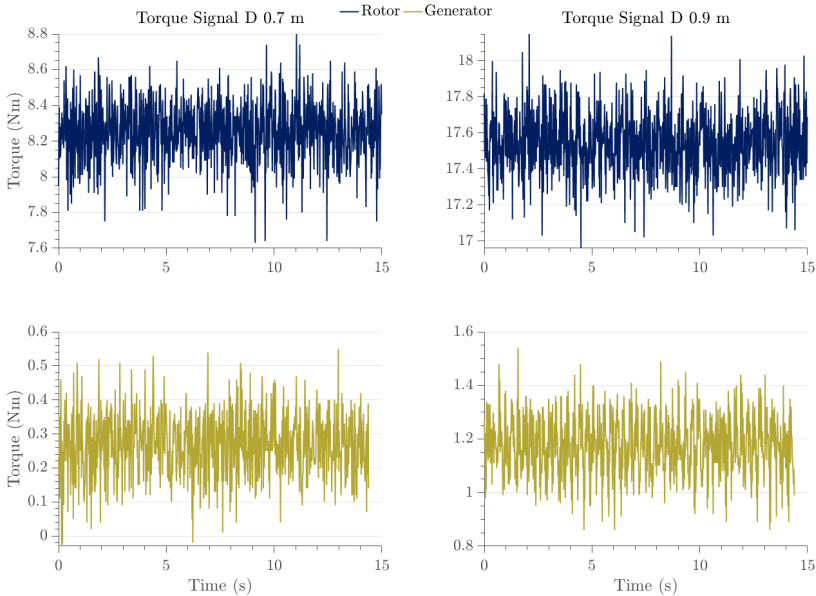 Rotor Generator
Torque Signal D 0.7 m
Torque (Nm)
8.8
8.6
8.4
8.2
8
7.8
7.6
0 5 10 15
Torque Signal D 0.9 m
18
17.8
17.6
17.4
17.2
17
0 5 10 15
Torque (Nm)
0.6
0.5
0.4
0.3
0.2
0.1
0
0 5 10 15
Time (s)
1.6
1.4
1.2
1
0.8
0 5 10 15
Time (s)